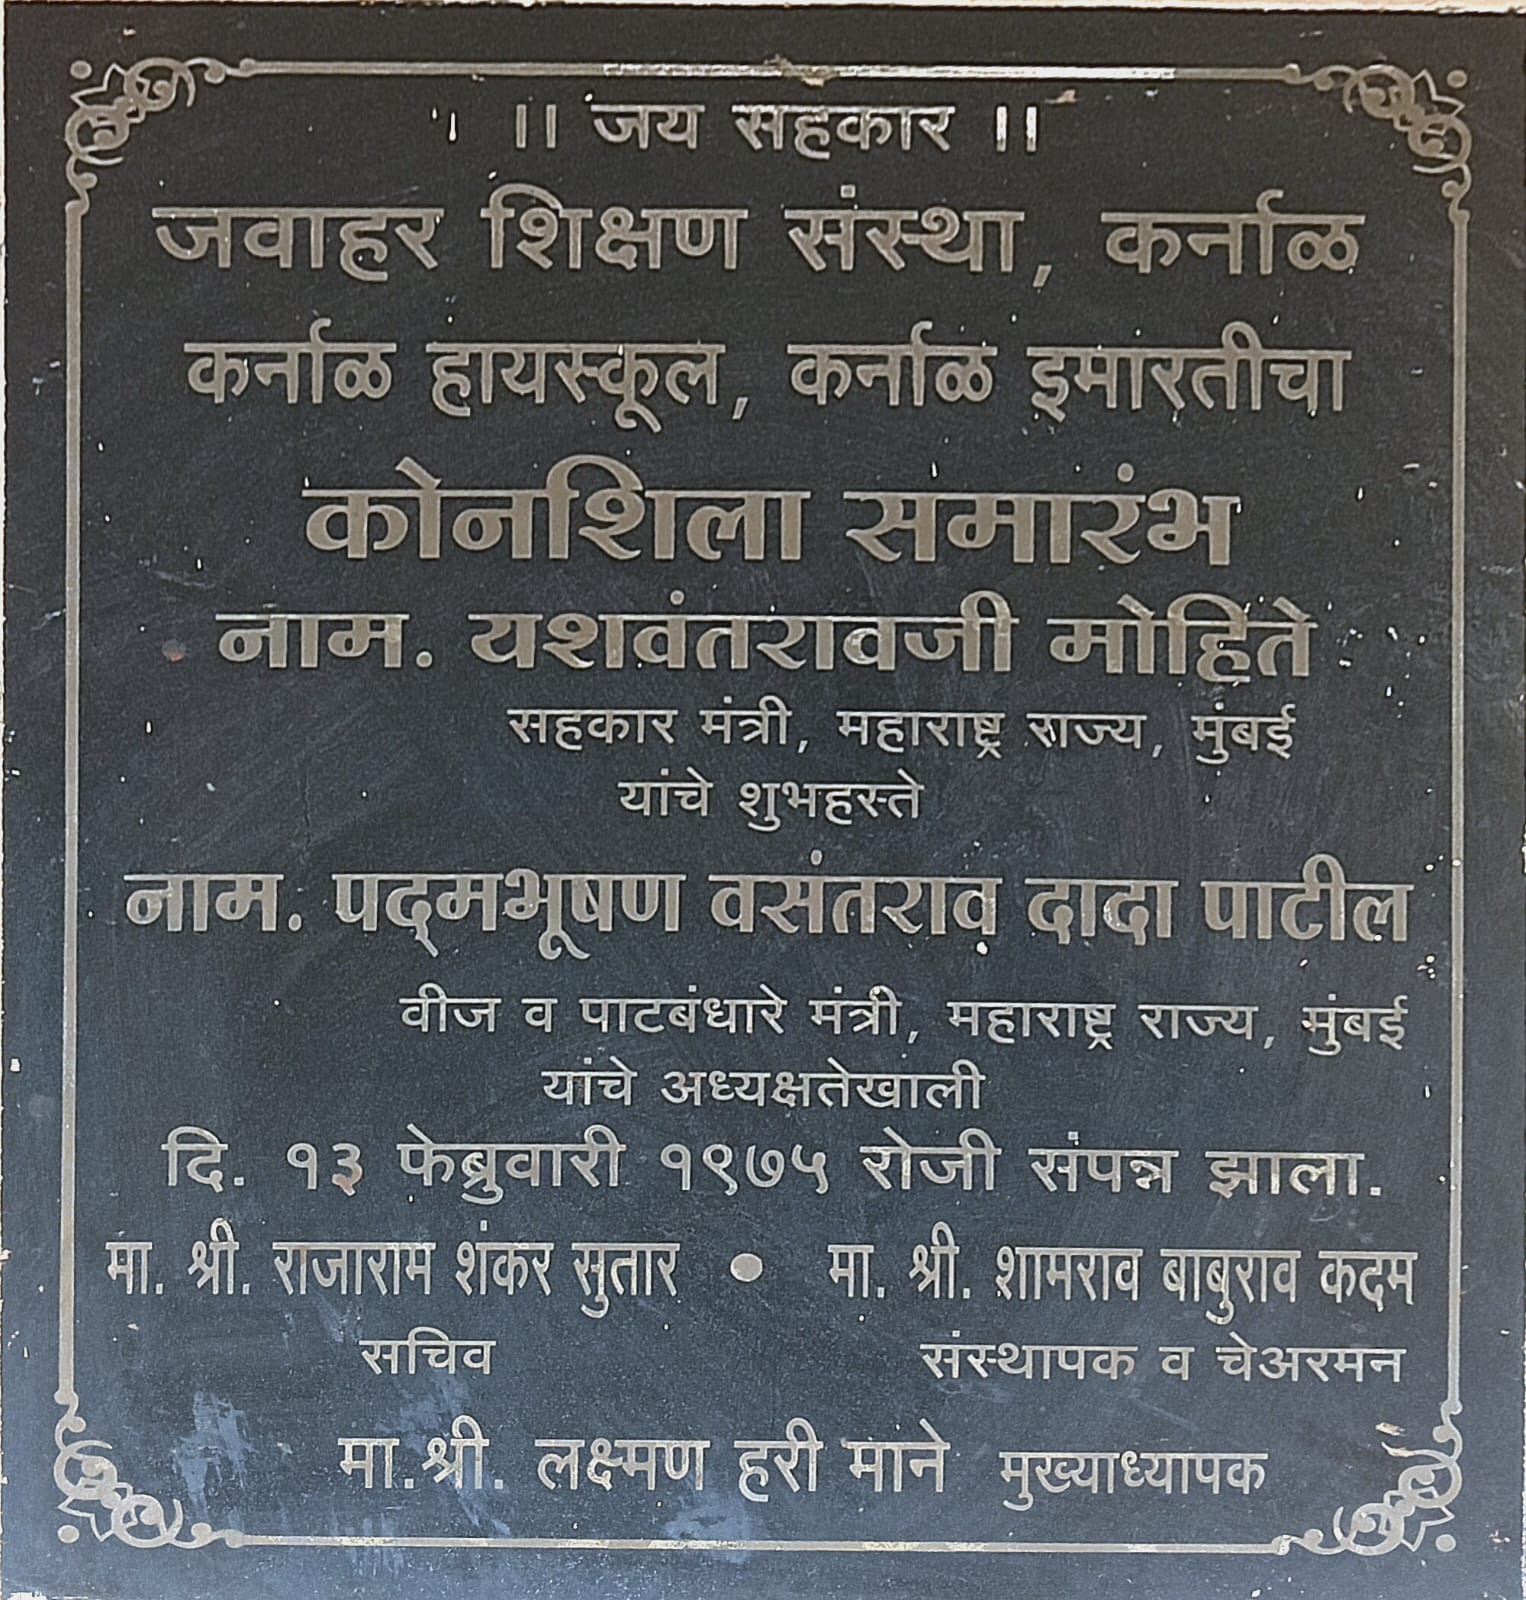 ।। जय सहकार ।।
जवाहर शिक्षण संस्था, कर्नाळ
कर्नाळ हायस्कूल, कर्नाळ इमारतीचा
कोनशिला समारंभ
नाम. यशवंतरावजी मोहिते
सहकार मंत्री, महाराष्ट्र राज्य, मुंबई
यांचे शुभहस्ते
नाम. पद्मभूषण वसंतराव दादा पाटील
वीज व पाटबंधारे मंत्री, महाराष्ट्र राज्य, मुंबई
यांचे अध्यक्षतेखाली
दि. १३ फेब्रुवारी १९७५ रोजी संपन्न झाला.
मा. श्री. राजाराम शंकर सुतार • मा. श्री. शामराव बाबुराव कदम
सचिव संस्थापक व चेअरमन
मा.श्री. लक्ष्मण हरी माने मुख्याध्यापक